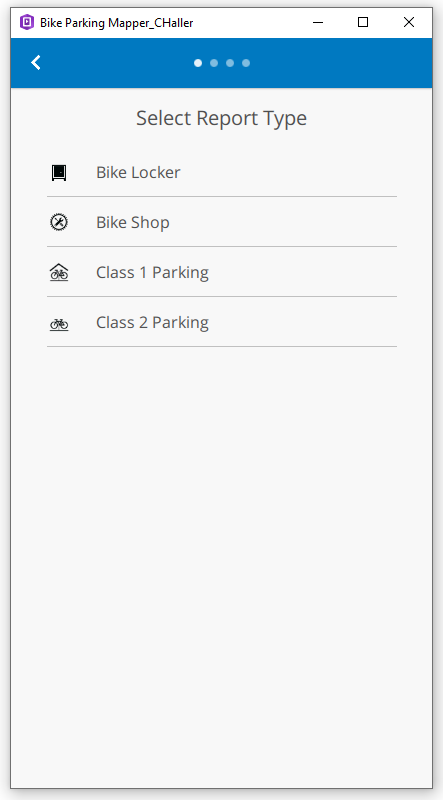 Bike Parking Mapper_CHaller
Select Report Type
Bike Locker
Bike Shop
Class 1 Parking
Class 2 Parking